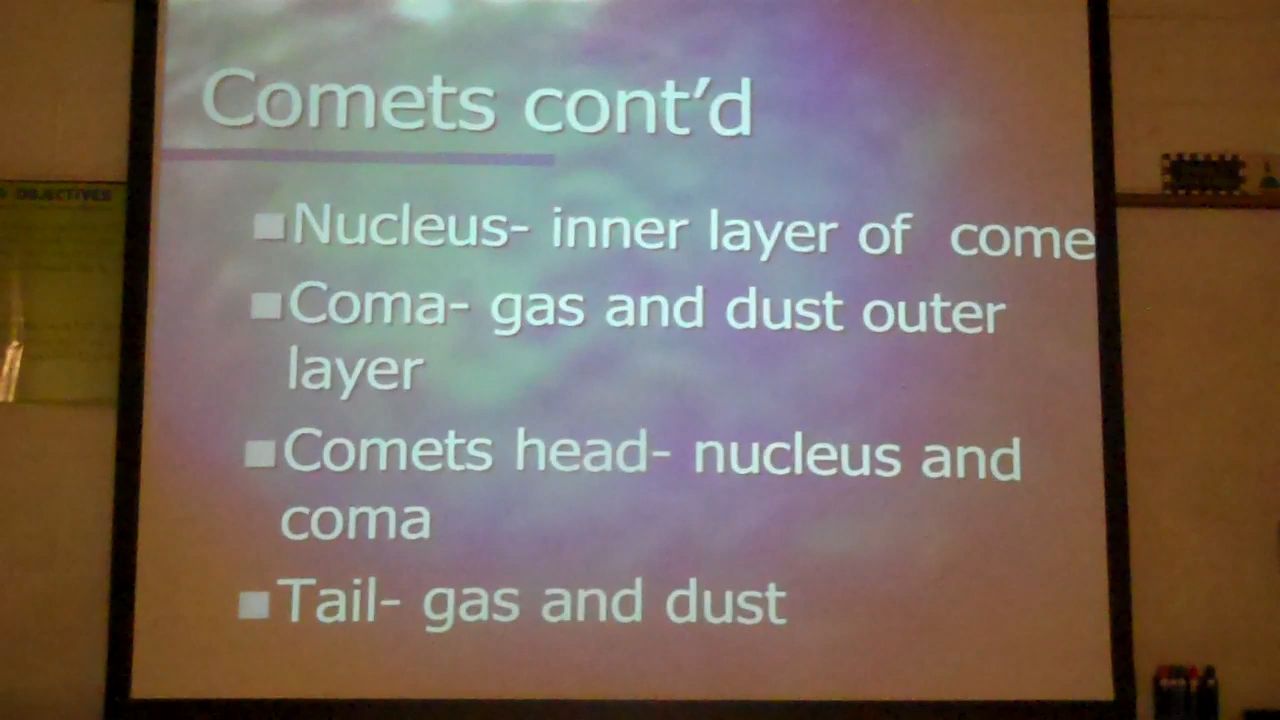 Comets cont'd
Nucleus- inner layer of come
Coma- gas and dust outer
layer
Comets head- nucleus and
coma
Tail- gas and dust
OBJECTIVES